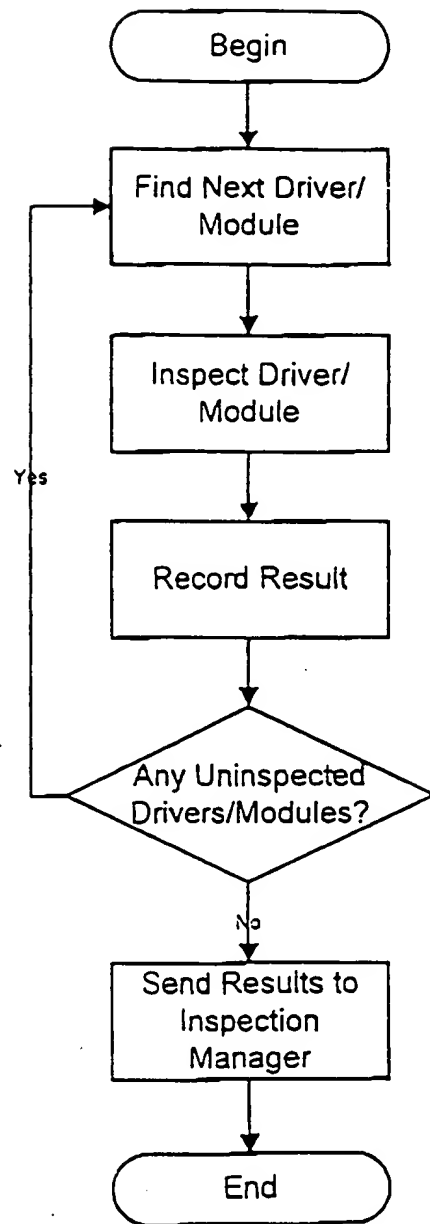 Begin
Find Next Driver/
Module
Inspect Driver/
Module
Yes
Record Result
Any Uninspected
Drivers/Modules?
No
Send Results to
Inspection
Manager
End